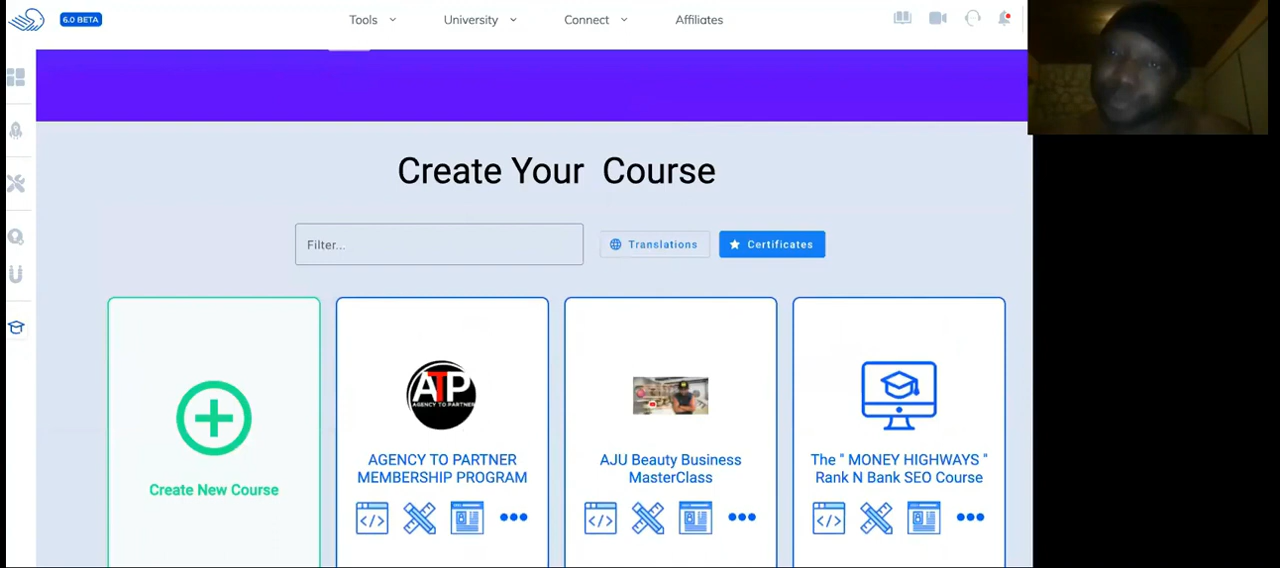 6.0 BETA
Tools
University
Connect
Affiliates
Create Your Course
Filter...
Translations
Certificates
Create New Course
ATP
AGENCY TO PARTNER
AGENCY TO PARTNER
MEMBERSHIP PROGRAM
AJU Beauty Business
MasterClass
The " MONEY HIGHWAYS "
Rank N Bank SEO Course